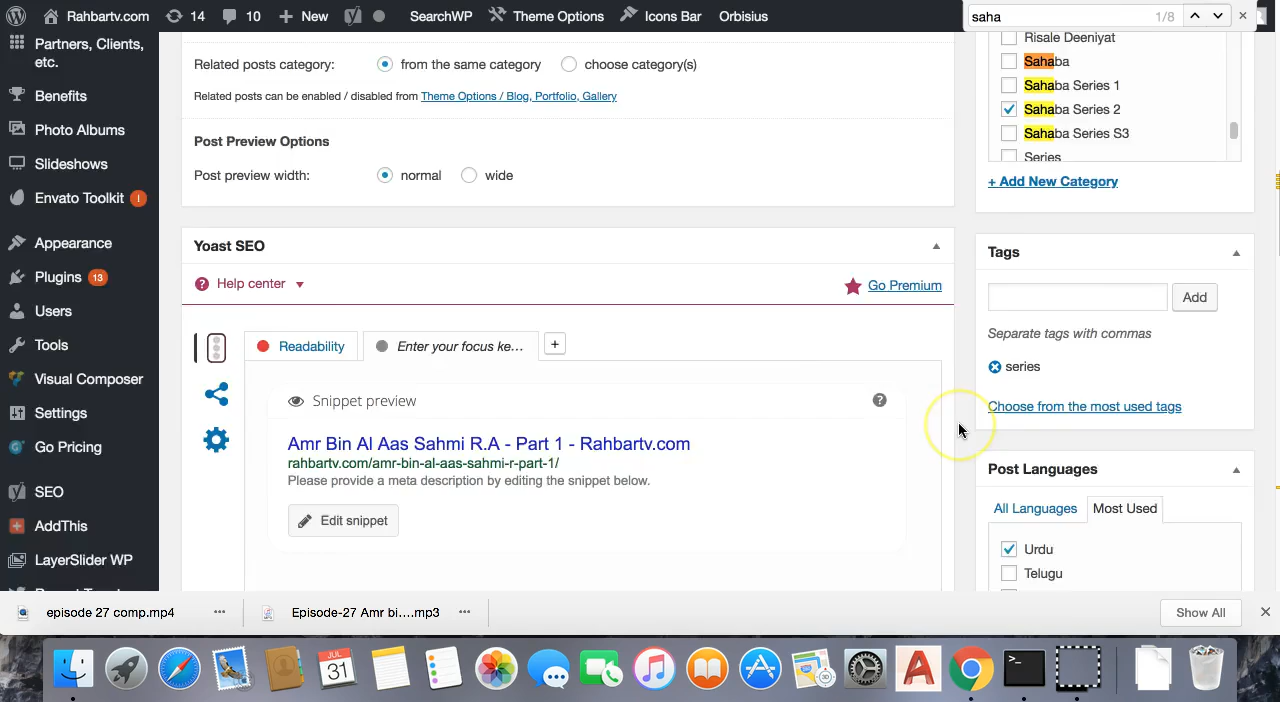 Rahbartv.com 14 10 New SearchWP Theme Options Icons Bar Orbisius
saha 1/8
Partners, Clients,
etc.
Benefits
Photo Albums
Slideshows
Envato Toolkit 1
Appearance
Plugins 13
Users
Tools
Visual Composer
Settings
Go Pricing
SEO
AddThis
LayerSlider WP
Related posts category: from the same category choose category(s)
Related posts can be enabled / disabled from Theme Options / Blog, Portfolio, Gallery
Post Preview Options
Post preview width: normal wide
Yoast SEO
? Help center
Go Premium
Readability
Enter your focus ke... +
Snippet preview ?
Amr Bin Al Aas Sahmi R.A - Part 1 - Rahbartv.com
rahbartv.com/amr-bin-al-aas-sahmi-r-part-1/
Please provide a meta description by editing the snippet below.
Edit snippet
Risale Deeniyat
Sahaba
Sahaba Series 1
Sahaba Series 2
Sahaba Series S3
Series
+ Add New Category
Tags
Add
Separate tags with commas
series
Choose from the most used tags
Post Languages
All Languages Most Used
Urdu
Telugu
episode 27 comp.mp4 Episode-27 Amr bi....mp3 Show All
JUL
31